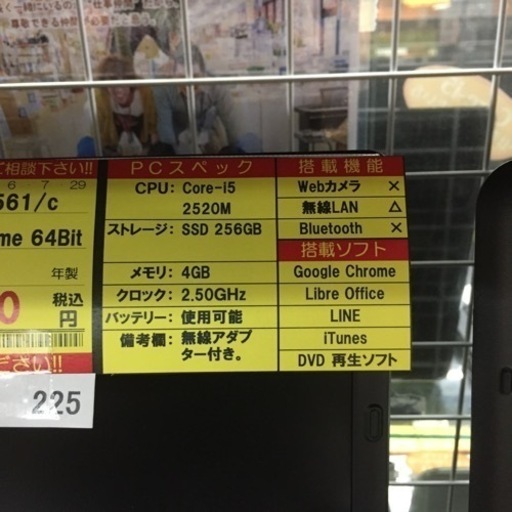 ご相談下さい!!
6 7 29
561/c
me 64Bit
年製
0 税込
円
ださい!!
225
PCスペック
CPU: Core-i5
2520M
ストレージ: SSD 256GB
メモリ: 4GB
クロック: 2.50GHz
バッテリー: 使用可能
備考欄: 無線アダプ
ター付き。
搭載機能
Webカメラ ×
無線LAN △
Bluetooth ×
搭載ソフト
Google Chrome
Libre Office
LINE
iTunes
DVD 再生ソフト